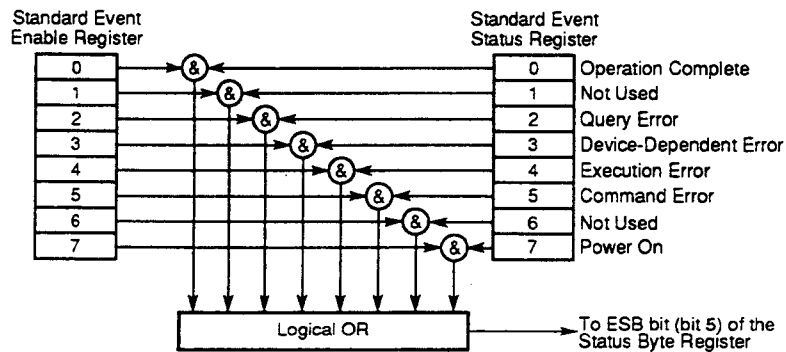 Standard Event
Enable Register
Standard Event
Status Register
0 & 0 Operation Complete
1 & 1 Not Used
2 & 2 Query Error
3 & 3 Device-Dependent Error
4 & 4 Execution Error
5 & 5 Command Error
6 & 6 Not Used
7 & 7 Power On
Logical OR
To ESB bit (bit 5) of the
Status Byte Register